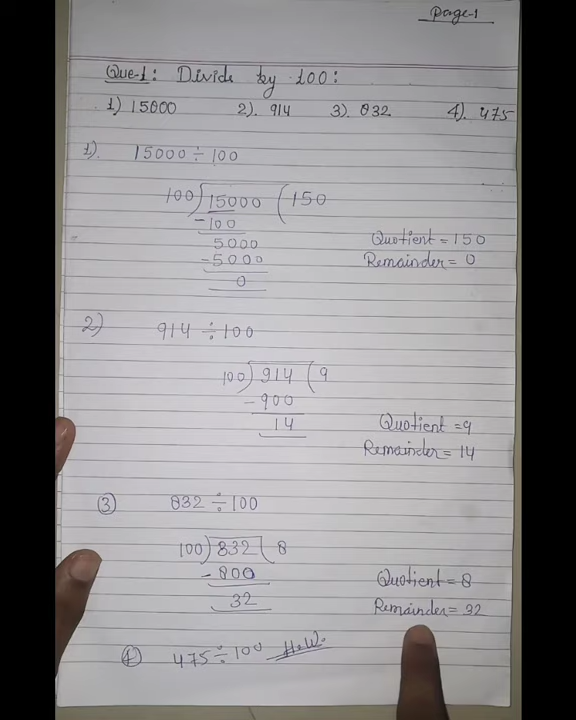 Page-1
Que-1: Divide by 100:
1) 15000 2). 914 3). 832 4). 475
1). 15000 ÷ 100
100)15000(150
-100
5000
-5000
0
Quotient = 150
Remainder = 0
2) 914 ÷ 100
100)914(9
-900
14
Quotient = 9
Remainder = 14
3 832 ÷ 100
100)832(8
-800
32
Quotient = 8
Remainder = 32
4 475 ÷ 100 H.W.